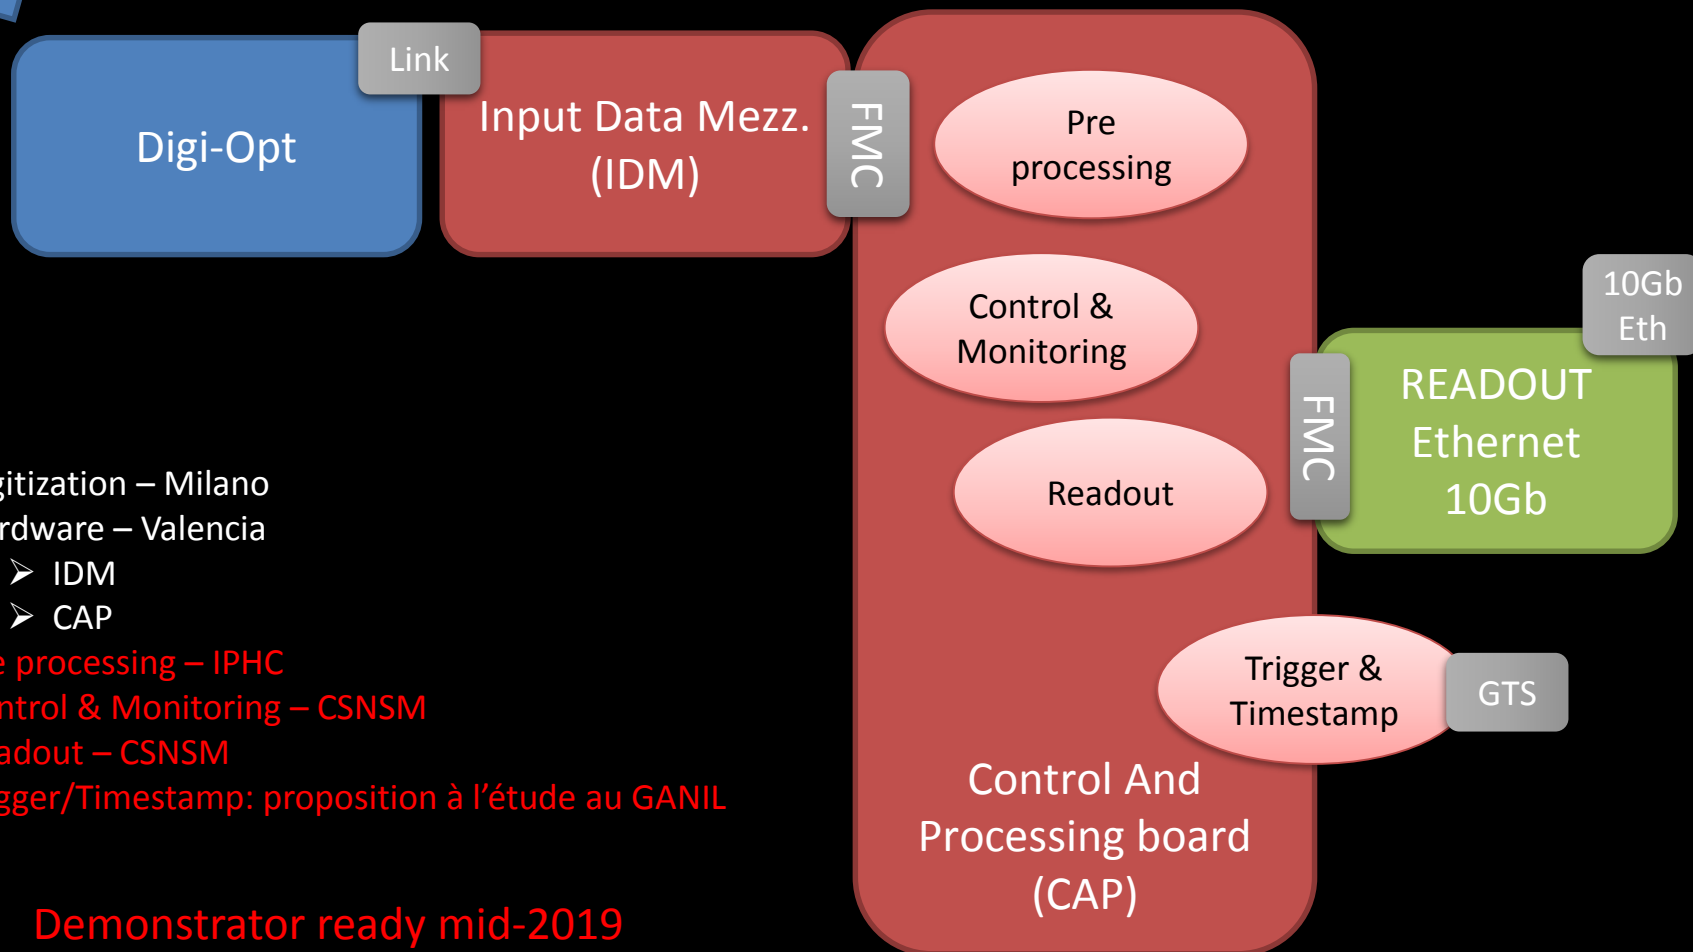 Link
Digi-Opt
Input Data Mezz.
(IDM)
FMC
Pre
processing
Control &
Monitoring
Readout
FMC
10Gb
Eth
READOUT
Ethernet
10Gb
Trigger &
Timestamp
GTS
Control And
Processing board
(CAP)
gitization – Milano
rdware – Valencia
➢ IDM
➢ CAP
e processing – IPHC
ntrol & Monitoring – CSNSM
adout – CSNSM
gger/Timestamp: proposition à l’étude au GANIL
Demonstrator ready mid-2019